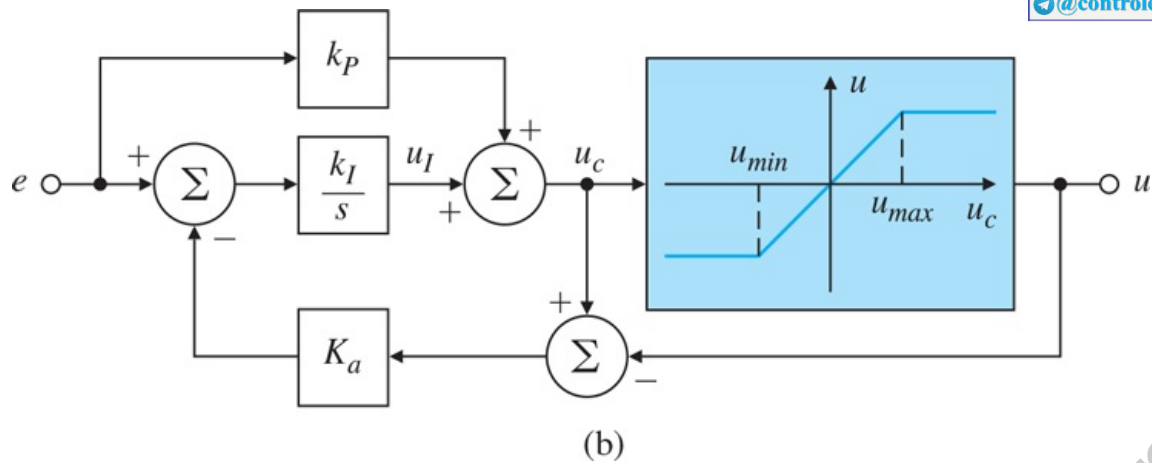 @control
k_P
u
+
+
u_min
e
Σ
k_I
s
u_I
Σ
u_c
u_max
u_c
u
+
−
+
K_a
Σ
−
(b)